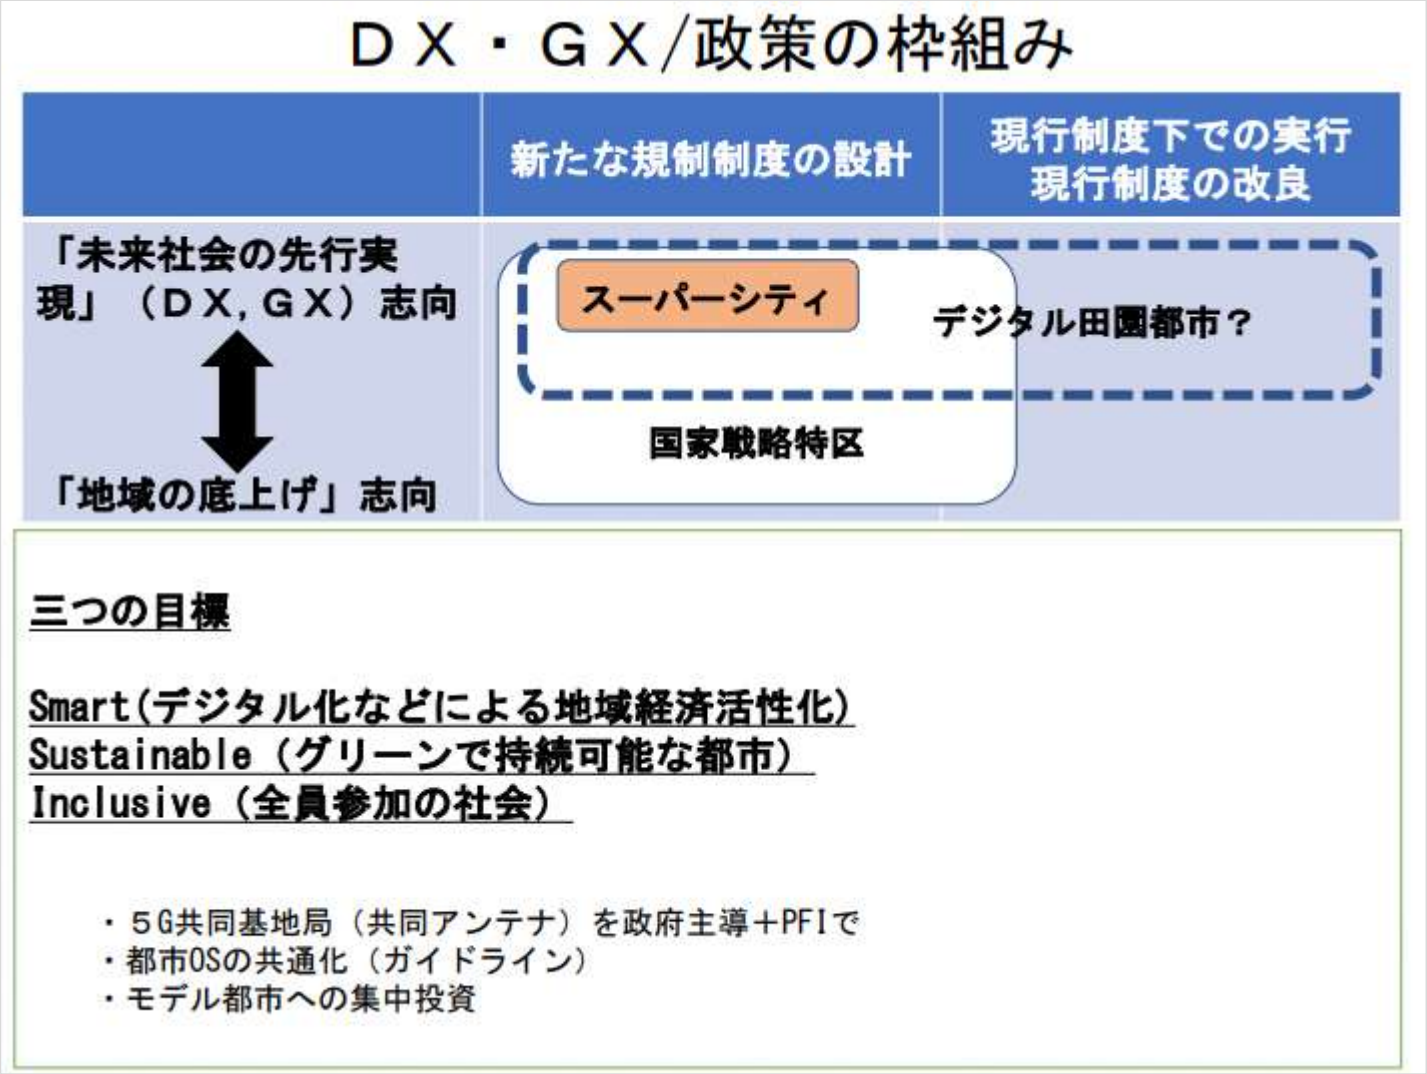 ＤＸ・ＧＸ/政策の枠組み
新たな規制制度の設計
現行制度下での実行
現行制度の改良
「未来社会の先行実
現」（ＤＸ,ＧＸ）志向
「地域の底上げ」志向
スーパーシティ
デジタル田園都市？
国家戦略特区
三つの目標
Smart(デジタル化などによる地域経済活性化)
Sustainable（グリーンで持続可能な都市）
Inclusive（全員参加の社会）
・５G共同基地局（共同アンテナ）を政府主導＋PFIで
・都市OSの共通化（ガイドライン）
・モデル都市への集中投資